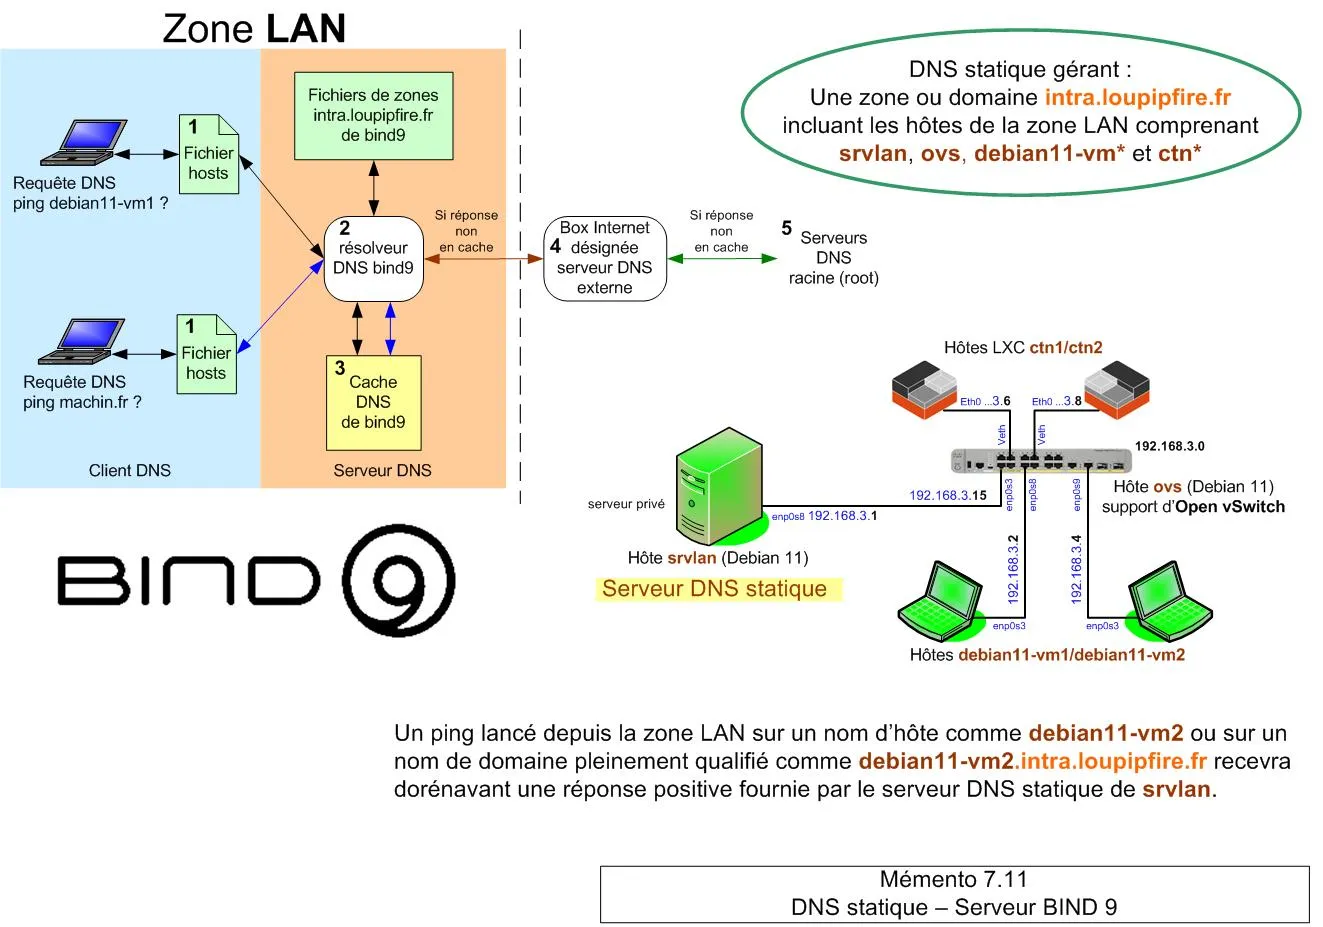 Zone LAN
Fichiers de zones
intra.loupipfire.fr
de bind9
1
Fichier
hosts
Requête DNS
ping debian11-vm1 ?
2
résolveur
DNS bind9
Si réponse
non
en cache
4
Box Internet
désignée
serveur DNS
externe
Si réponse
non
en cache
5
Serveurs
DNS
racine (root)
1
Fichier
hosts
Requête DNS
ping machin.fr ?
3
Cache
DNS
de bind9
Client DNS
Serveur DNS
DNS statique gérant :
Une zone ou domaine intra.loupipfire.fr
incluant les hôtes de la zone LAN comprenant
srvlan, ovs, debian11-vm* et ctn*
Hôtes LXC ctn1/ctn2
Eth0 ...3.6
Eth0 ...3.8
Veth
Veth
192.168.3.0
Hôte ovs (Debian 11)
support d'Open vSwitch
enp0s3
enp0s8
enp0s9
192.168.3.15
serveur privé
enp0s8 192.168.3.1
Hôte srvlan (Debian 11)
Serveur DNS statique
192.168.3.2
192.168.3.4
enp0s3
enp0s3
Hôtes debian11-vm1/debian11-vm2
BIND 9
Un ping lancé depuis la zone LAN sur un nom d'hôte comme debian11-vm2 ou sur un
nom de domaine pleinement qualifié comme debian11-vm2.intra.loupipfire.fr recevra
dorénavant une réponse positive fournie par le serveur DNS statique de srvlan.
Mémento 7.11
DNS statique – Serveur BIND 9